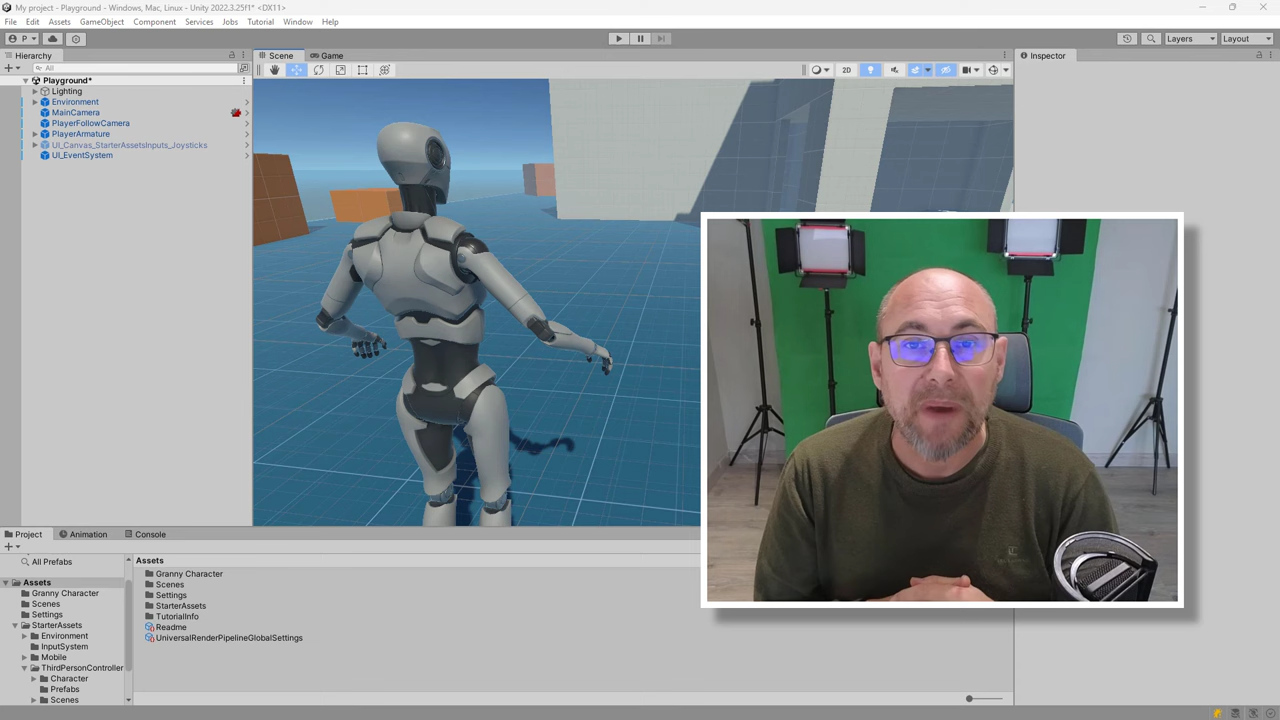 My project - Playground - Windows, Mac, Linux - Unity 2022.3.25f1* <DX11>
File Edit Assets GameObject Component Services Jobs Tutorial Window Help
P Layers Layout
Hierarchy Scene Game Inspector
All 2D
Playground*
Lighting
Environment
MainCamera
PlayerFollowCamera
PlayerArmature
UI_Canvas_StarterAssetsInputs_Joysticks
UI_EventSystem
Project Animation Console
All Prefabs
Assets
Granny Character
Scenes
Settings
StarterAssets
Environment
InputSystem
Mobile
ThirdPersonController
Character
Prefabs
Scenes
Assets
Granny Character
Scenes
Settings
StarterAssets
TutorialInfo
Readme
UniversalRenderPipelineGlobalSettings